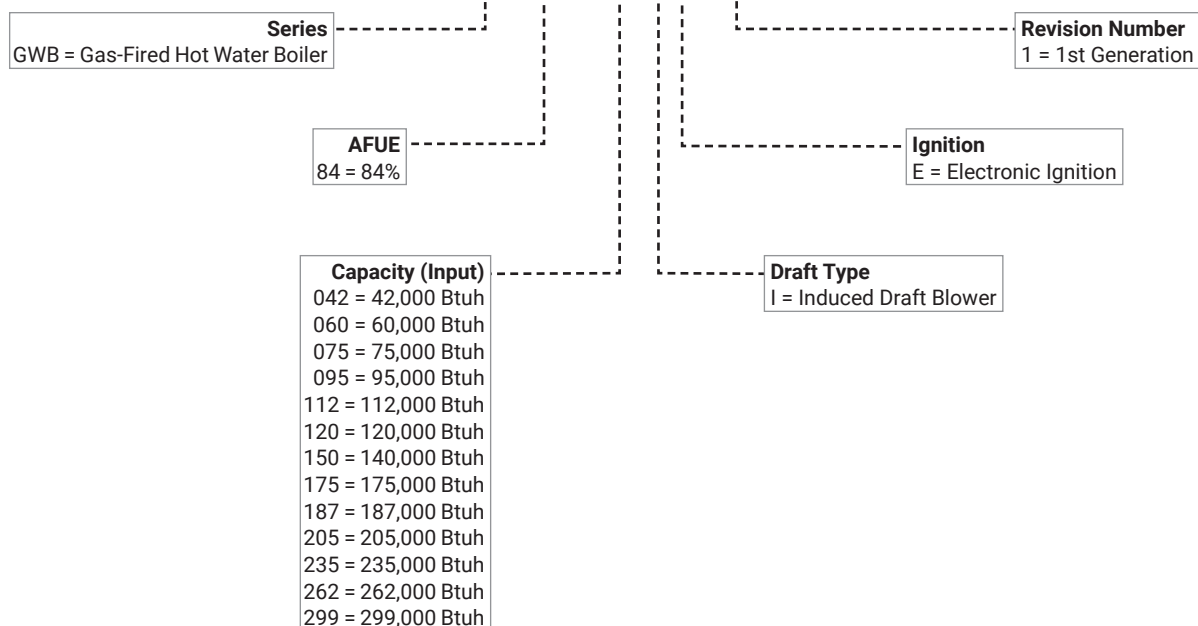 Series
GWB = Gas-Fired Hot Water Boiler
Revision Number
1 = 1st Generation
AFUE
84 = 84%
Ignition
E = Electronic Ignition
Capacity (Input)
042 = 42,000 Btuh
060 = 60,000 Btuh
075 = 75,000 Btuh
095 = 95,000 Btuh
112 = 112,000 Btuh
120 = 120,000 Btuh
150 = 140,000 Btuh
175 = 175,000 Btuh
187 = 187,000 Btuh
205 = 205,000 Btuh
235 = 235,000 Btuh
262 = 262,000 Btuh
299 = 299,000 Btuh
Draft Type
I = Induced Draft Blower